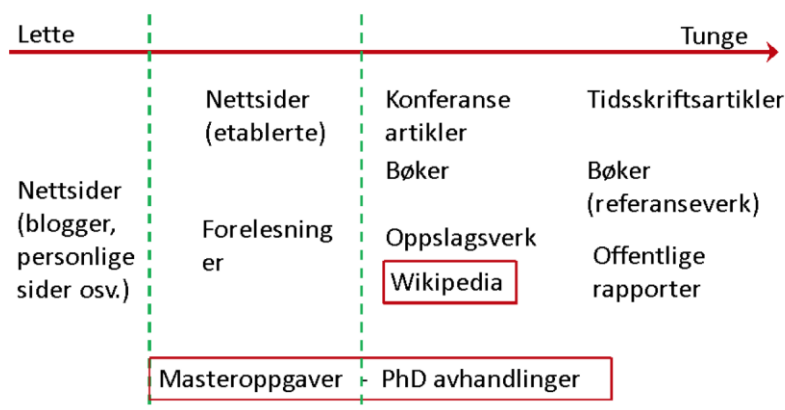 Lette
Tunge
Nettsider
(blogger,
personlige
sider osv.)
Nettsider
(etablerte)
Forelesning
er
Konferanse
artikler
Bøker
Oppslagsverk
Wikipedia
Tidsskriftsartikler
Bøker
(referanseverk)
Offentlige
rapporter
Masteroppgaver - PhD avhandlinger